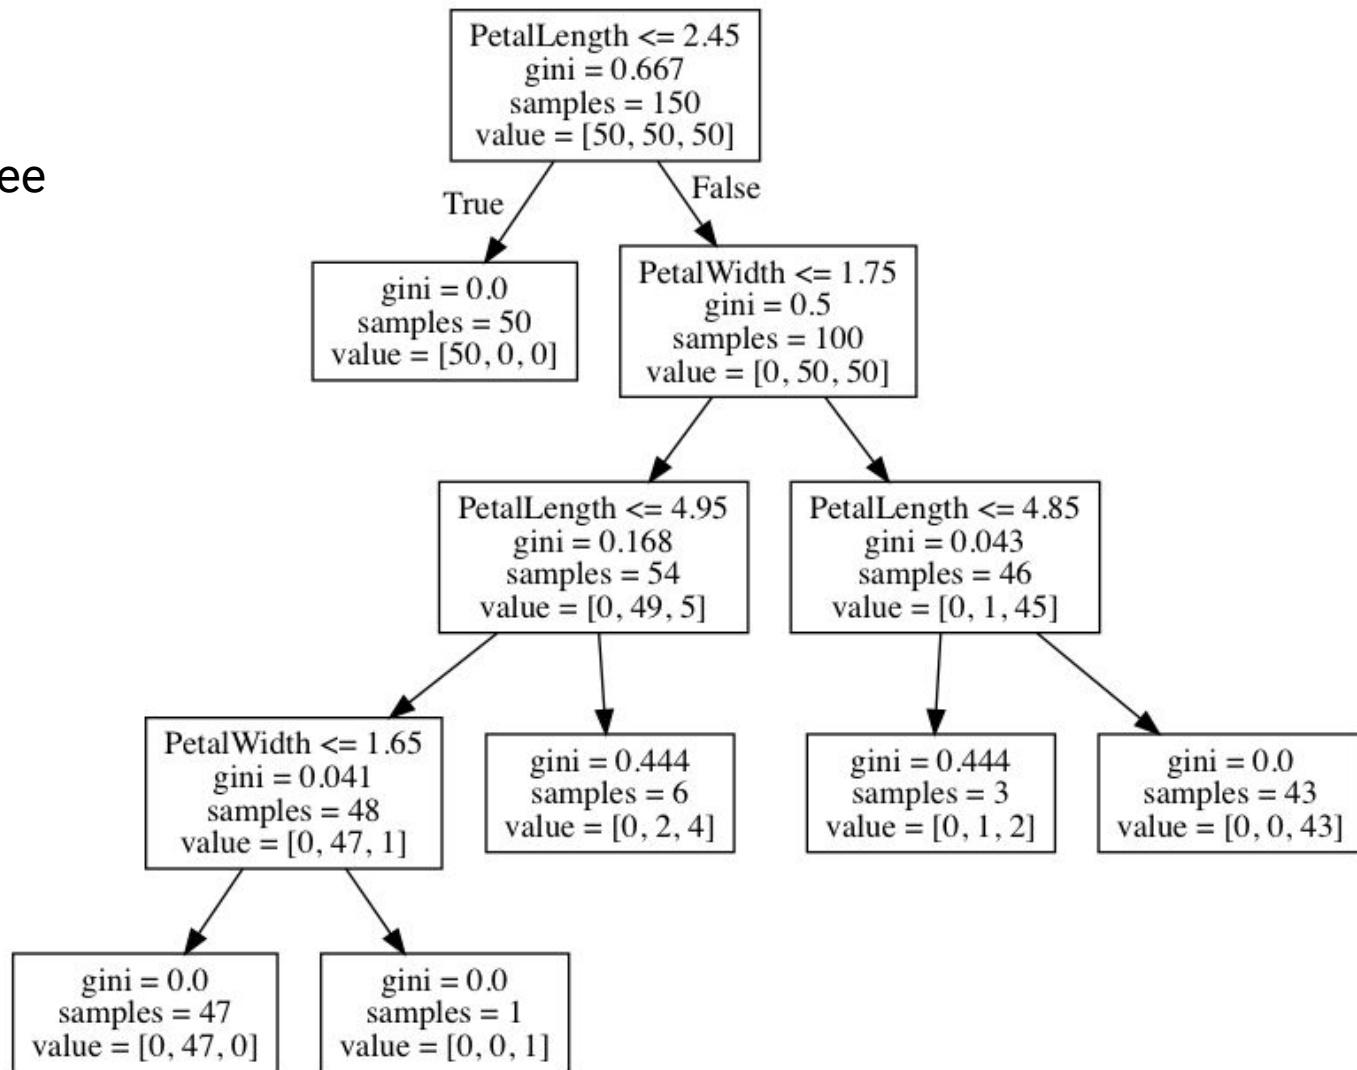 PetalLength <= 2.45
gini = 0.667
samples = 150
value = [50, 50, 50]
ee
True
False
gini = 0.0
samples = 50
value = [50, 0, 0]
PetalWidth <= 1.75
gini = 0.5
samples = 100
value = [0, 50, 50]
PetalLength <= 4.95
gini = 0.168
samples = 54
value = [0, 49, 5]
PetalLength <= 4.85
gini = 0.043
samples = 46
value = [0, 1, 45]
PetalWidth <= 1.65
gini = 0.041
samples = 48
value = [0, 47, 1]
gini = 0.444
samples = 6
value = [0, 2, 4]
gini = 0.444
samples = 3
value = [0, 1, 2]
gini = 0.0
samples = 43
value = [0, 0, 43]
gini = 0.0
samples = 47
value = [0, 47, 0]
gini = 0.0
samples = 1
value = [0, 0, 1]